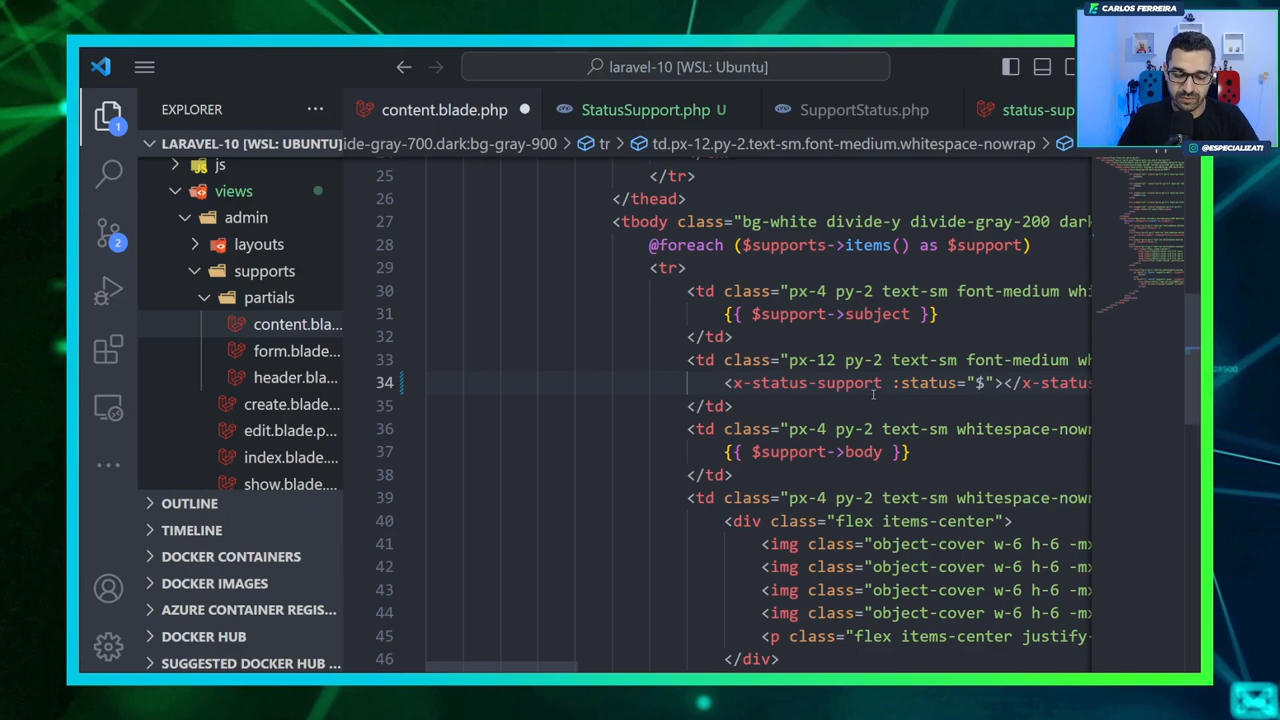 CARLOS FERREIRA
@ESPECIALIZATI
laravel-10 [WSL: Ubuntu]
EXPLORER
content.blade.php
StatusSupport.php U
SupportStatus.php
status-sup
1
LARAVEL-10 [WSL: UBUNTU]
ide-gray-700.dark:bg-gray-900
tr
td.px-12.py-2.text-sm.font-medium.whitespace-nowrap
js
views
admin
layouts
supports
partials
content.bla...
form.blade...
header.bla...
create.blade...
edit.blade.p...
index.blade....
show.blade....
2
OUTLINE
TIMELINE
DOCKER CONTAINERS
DOCKER IMAGES
AZURE CONTAINER REGIS...
DOCKER HUB
SUGGESTED DOCKER HUB ...
25 </tr>
26 </thead>
27 <tbody class="bg-white divide-y divide-gray-200 dark
28 @foreach ($supports->items() as $support)
29 <tr>
30 <td class="px-4 py-2 text-sm font-medium whi
31 {{ $support->subject }}
32 </td>
33 <td class="px-12 py-2 text-sm font-medium wh
34 <x-status-support :status="$"></x-status
35 </td>
36 <td class="px-4 py-2 text-sm whitespace-nowr
37 {{ $support->body }}
38 </td>
39 <td class="px-4 py-2 text-sm whitespace-nowr
40 <div class="flex items-center">
41 <img class="object-cover w-6 h-6 -mx
42 <img class="object-cover w-6 h-6 -mx
43 <img class="object-cover w-6 h-6 -mx
44 <img class="object-cover w-6 h-6 -mx
45 <p class="flex items-center justify-
46 </div>